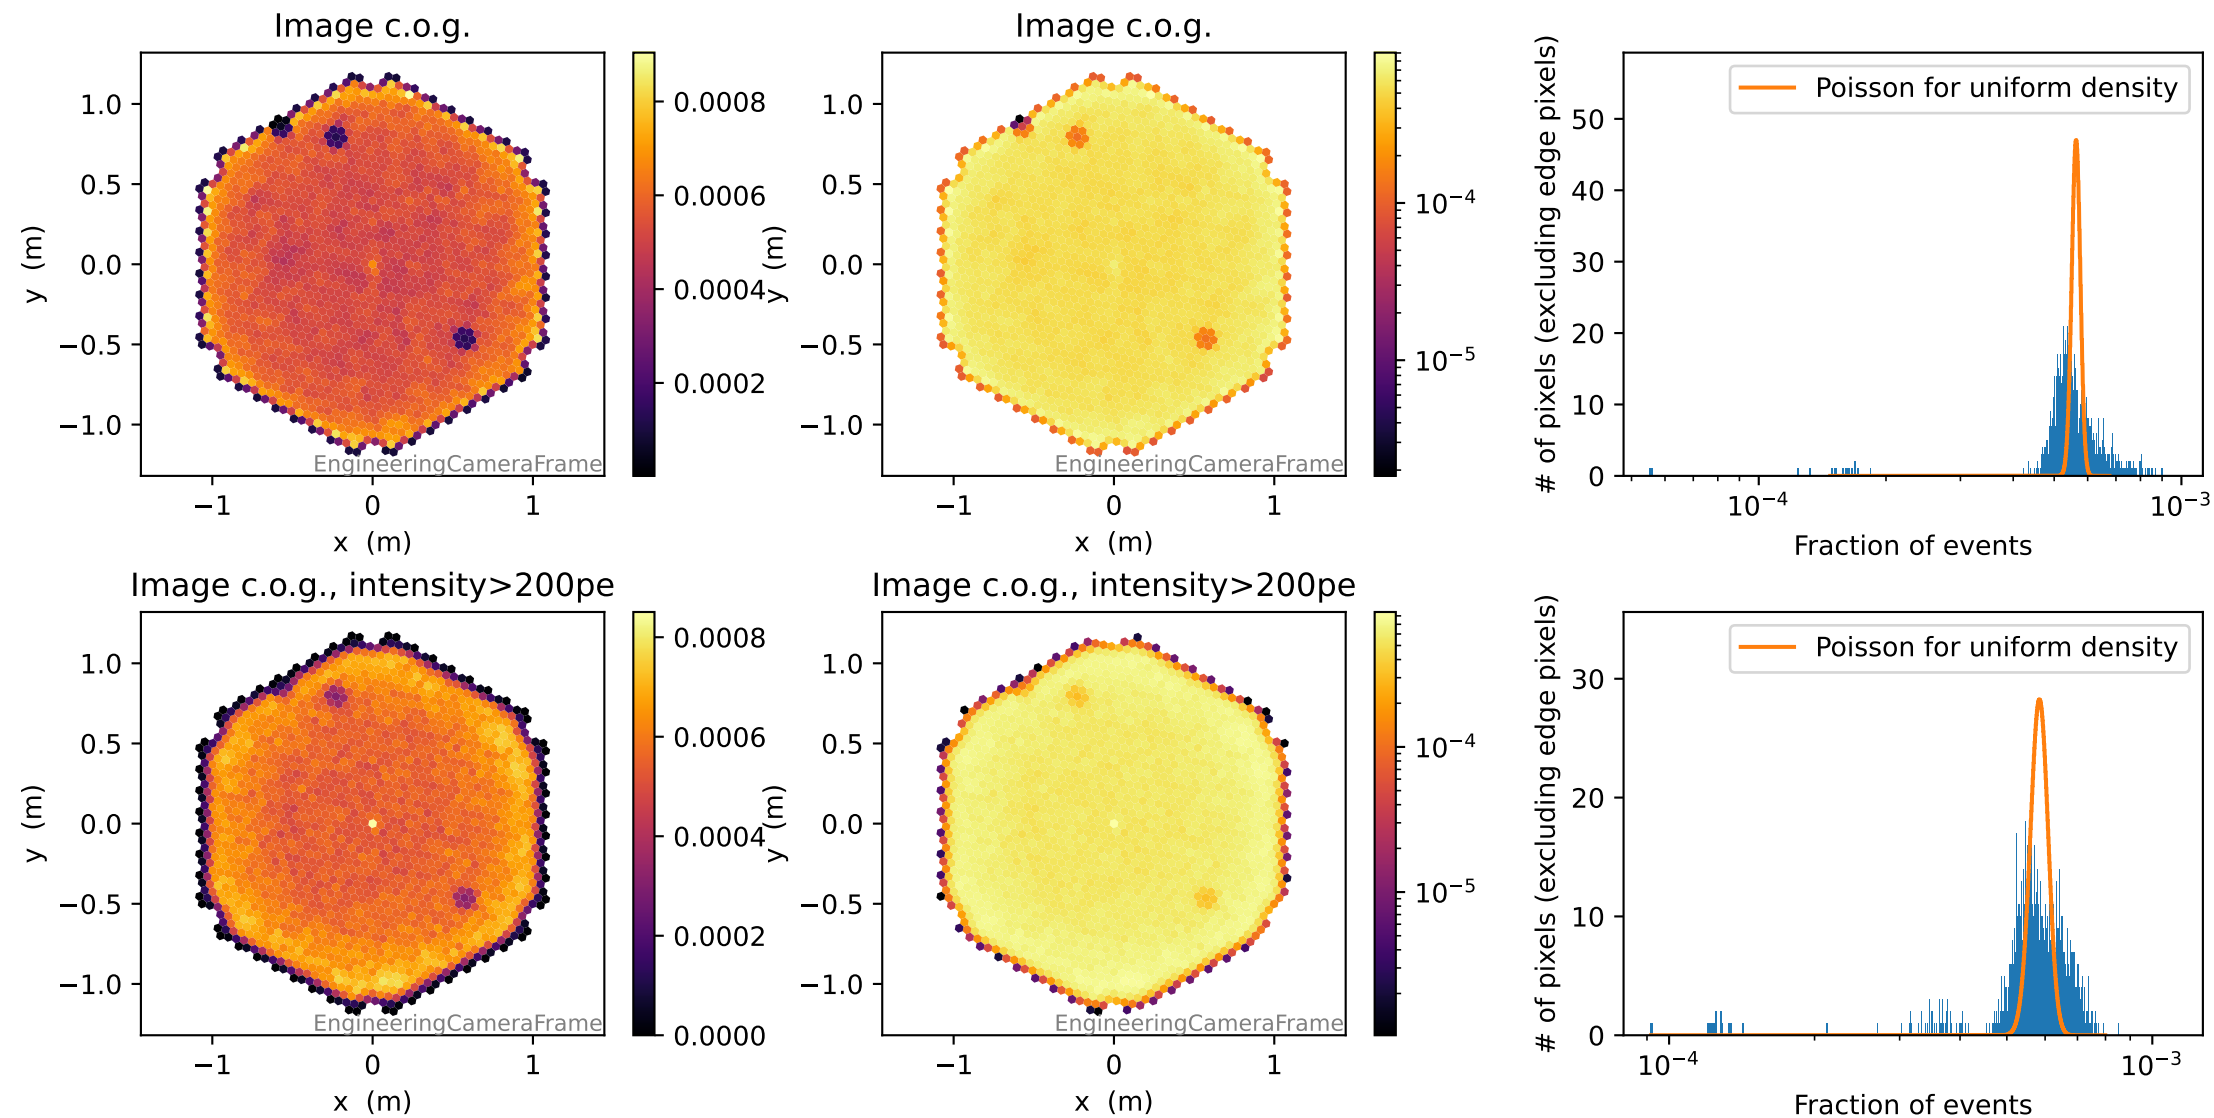 Image c.o.g.
y (m)
1.0
0.5
0.0
−0.5
−1.0
EngineeringCameraFrame
−1 0 1
x (m)
0.0008
0.0006
0.0004
0.0002
Image c.o.g.
y (m)
1.0
0.5
0.0
−0.5
−1.0
EngineeringCameraFrame
−1 0 1
x (m)
10⁻⁴
10⁻⁵
# of pixels (excluding edge pixels)
50
40
30
20
10
0
Poisson for uniform density
10⁻⁴ 10⁻³
Fraction of events
Image c.o.g., intensity>200pe
y (m)
1.0
0.5
0.0
−0.5
−1.0
EngineeringCameraFrame
−1 0 1
x (m)
0.0008
0.0006
0.0004
0.0002
0.0000
Image c.o.g., intensity>200pe
y (m)
1.0
0.5
0.0
−0.5
−1.0
EngineeringCameraFrame
−1 0 1
x (m)
10⁻⁴
10⁻⁵
# of pixels (excluding edge pixels)
30
20
10
0
Poisson for uniform density
10⁻⁴ 10⁻³
Fraction of events